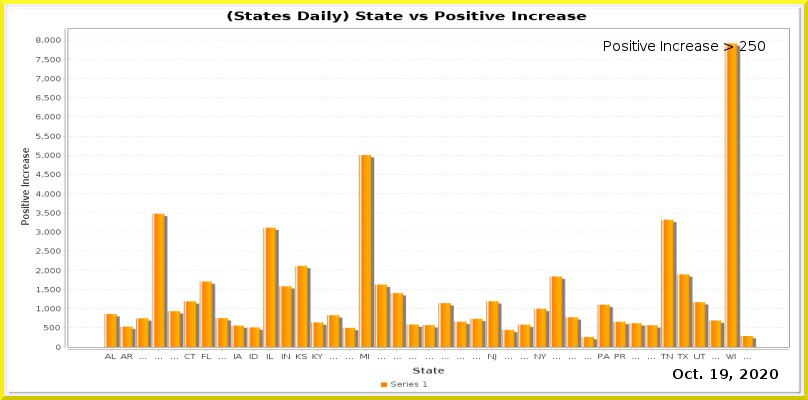 (States Daily) State vs Positive Increase
Positive Increase > 250
8,000
7,500
7,000
6,500
6,000
5,500
5,000
4,500
4,000
3,500
3,000
2,500
2,000
1,500
1,000
500
0
Positive Increase
AL AR ... ... ... CT FL ... IA ID IL IN KS KY ... ... MI ... ... ... ... ... ... ... NJ ... ... NY ... ... ... PA PR ... ... TN TX UT ... WI ...
State
Series 1
Oct. 19, 2020